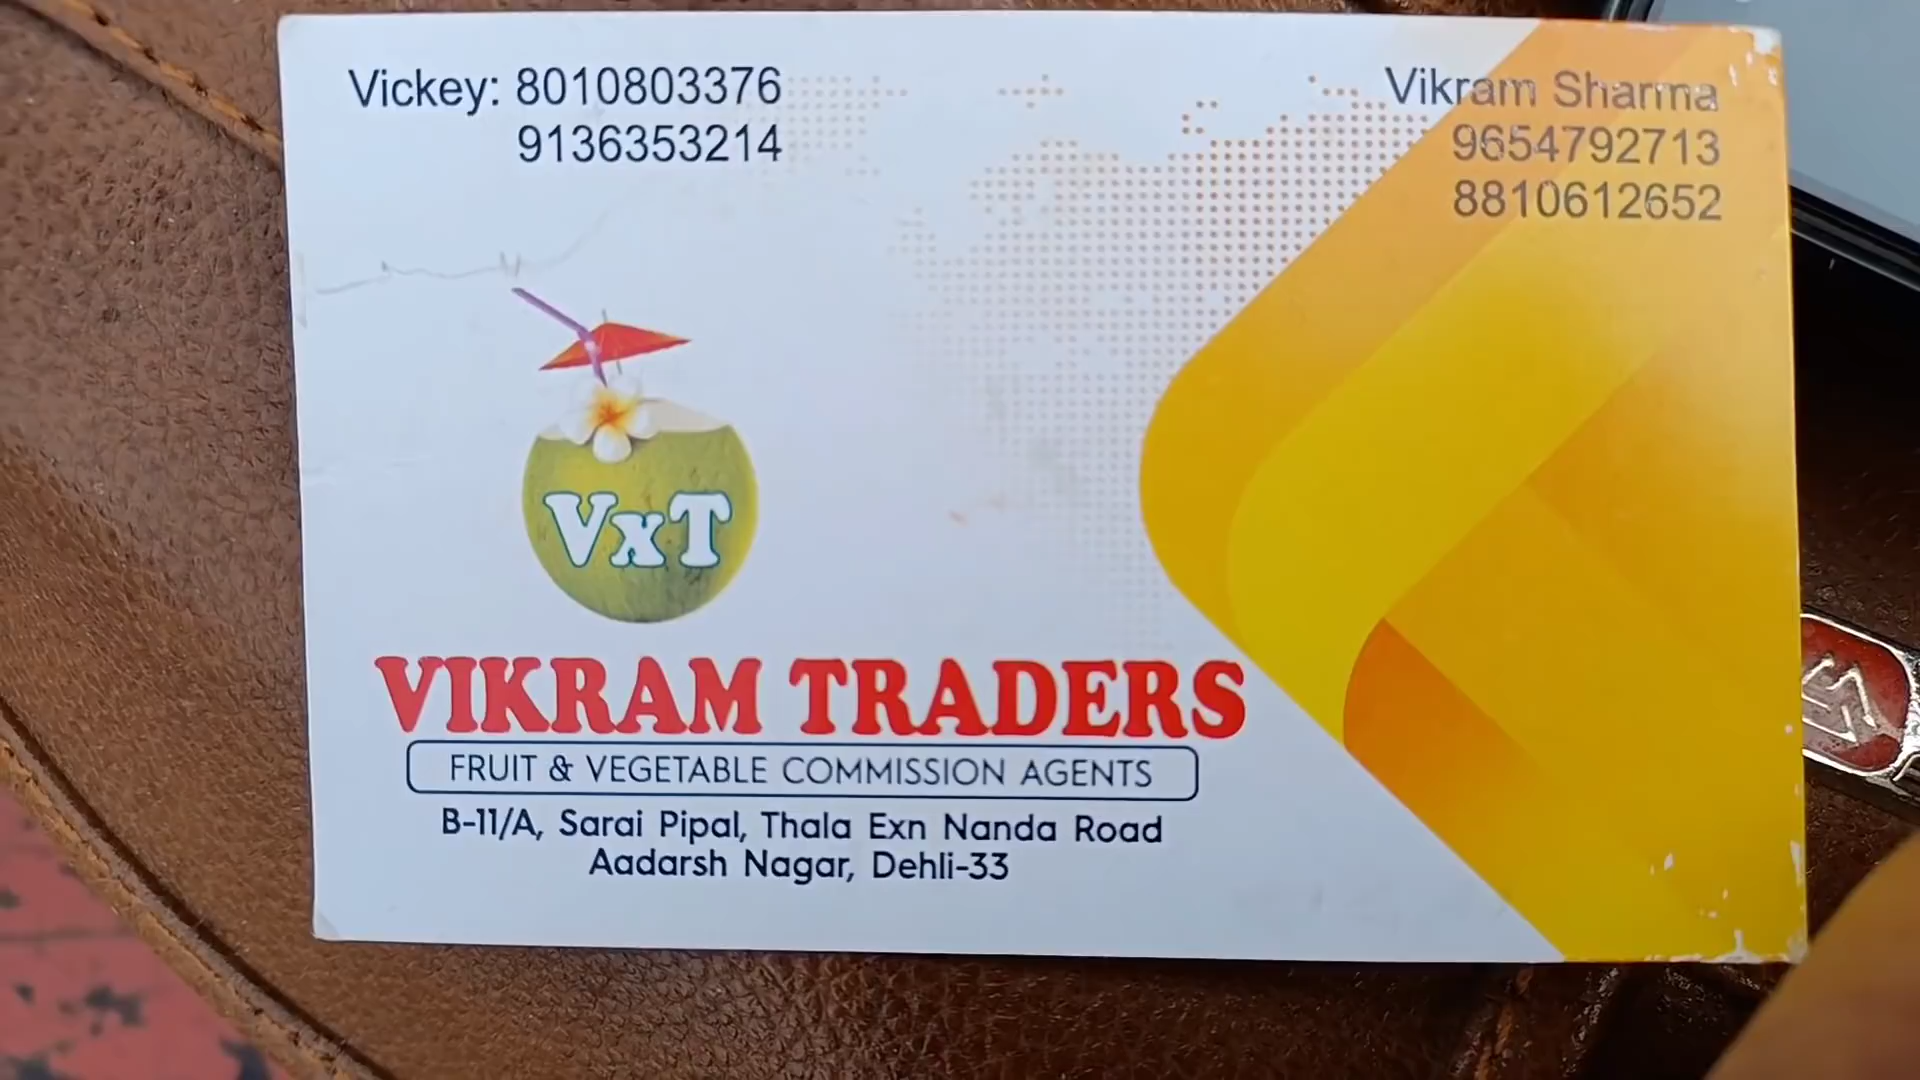 Vickey: 8010803376
9136353214
Vikram Sharma
9654792713
8810612652
VxT
VIKRAM TRADERS
FRUIT & VEGETABLE COMMISSION AGENTS
B-11/A, Sarai Pipal, Thala Exn Nanda Road
Aadarsh Nagar, Dehli-33